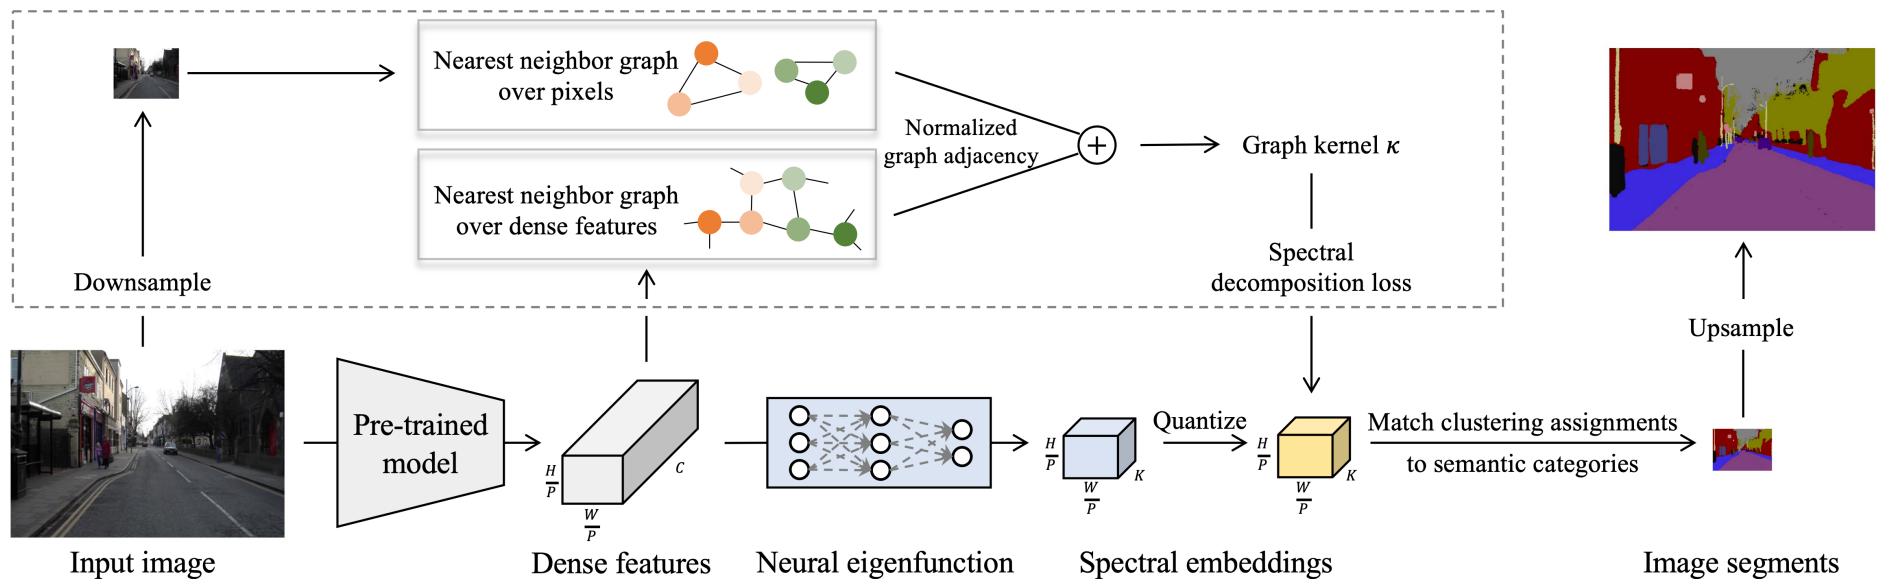 Nearest neighbor graph
over pixels
Normalized
graph adjacency
+
Graph kernel κ
Nearest neighbor graph
over dense features
Downsample
Spectral
decomposition loss
Upsample
Pre-trained
model
H
P
W
P
C
H
P
W
P
K
Quantize
H
P
W
P
K
Match clustering assignments
to semantic categories
Input image
Dense features
Neural eigenfunction
Spectral embeddings
Image segments